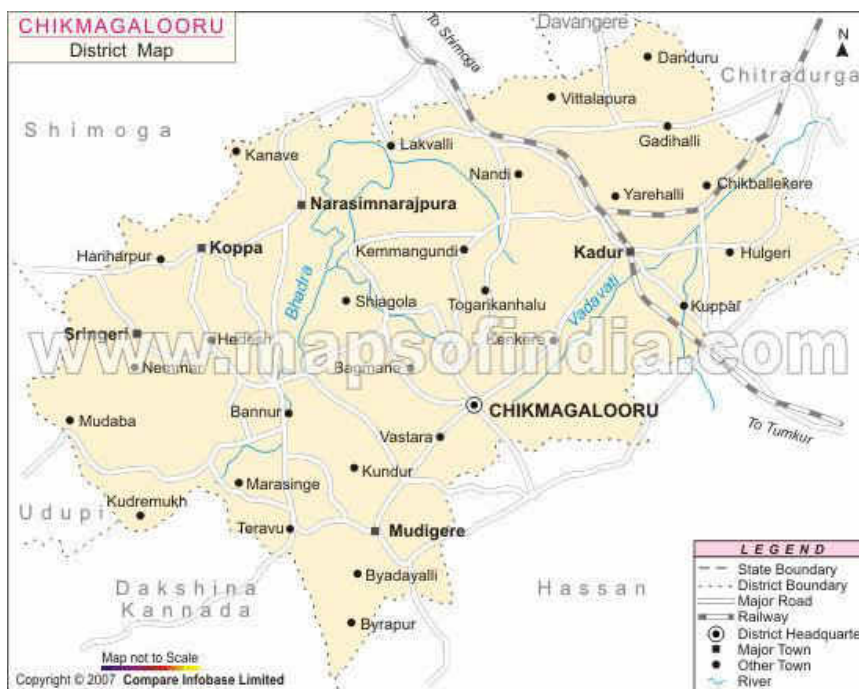 CHIKMAGALOORU
District Map
To Shimoga
Davangere
N
Danduru
Chitradurga
Vittalapura
Shimoga
Gadihalli
Lakvalli
Kanave
Nandi
Chikballekere
Yarehalli
Narasimnarajpura
Koppa
Kemmangundi
Kadur
Hulgeri
Hariharpur
Bhadra
Shiagola
Togarikanhalu
Vadavati
Kuppal
Sringeri
www.mapsofindia.com
Kenkere
Nemmar
Bagmane
CHIKMAGALOORU
Mudaba
Bannur
Vastara
To Tumkur
Kundur
Marasinge
Kudremukh
Udupi
Teravu
Mudigere
Byadayalli
Dakshina
Kannada
Hassan
Byrapur
LEGEND
State Boundary
District Boundary
Major Road
Railway
District Headquarte
Major Town
Other Town
River
Map not to Scale
Copyright © 2007 Compare Infobase Limited